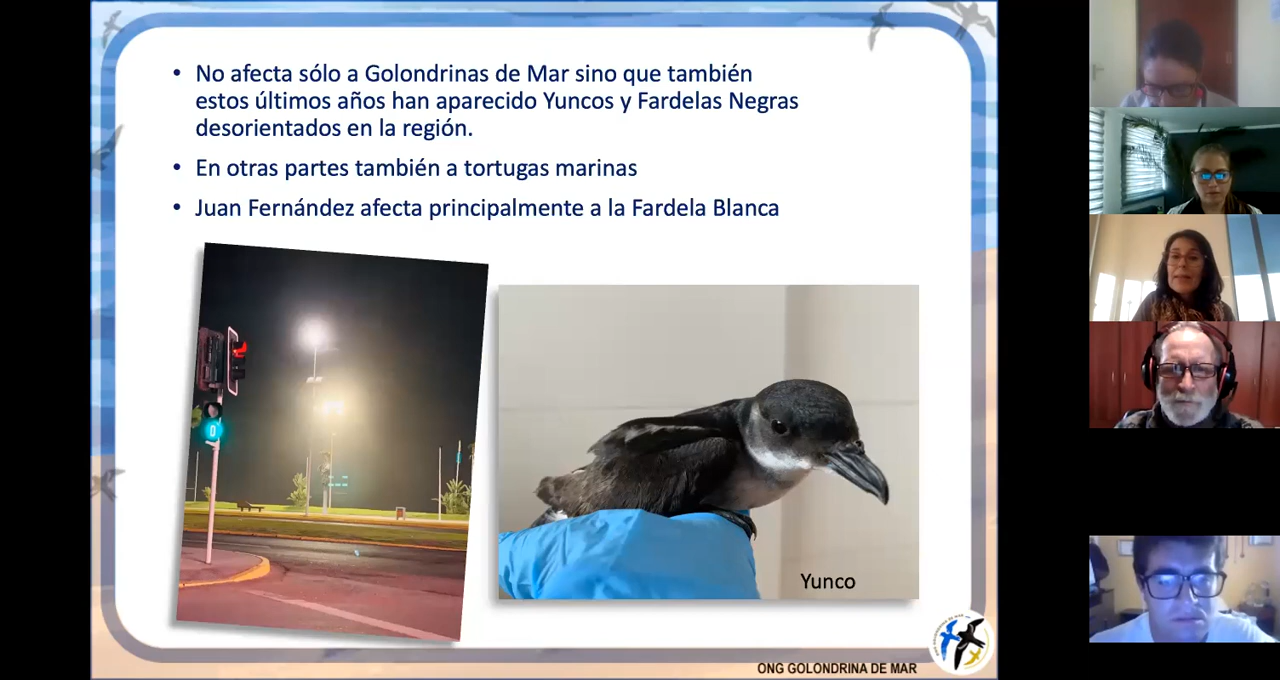 • No afecta sólo a Golondrinas de Mar sino que también
estos últimos años han aparecido Yuncos y Fardelas Negras
desorientados en la región.
• En otras partes también a tortugas marinas
• Juan Fernández afecta principalmente a la Fardela Blanca
0
Yunco
ONG GOLONDRINA DE MAR